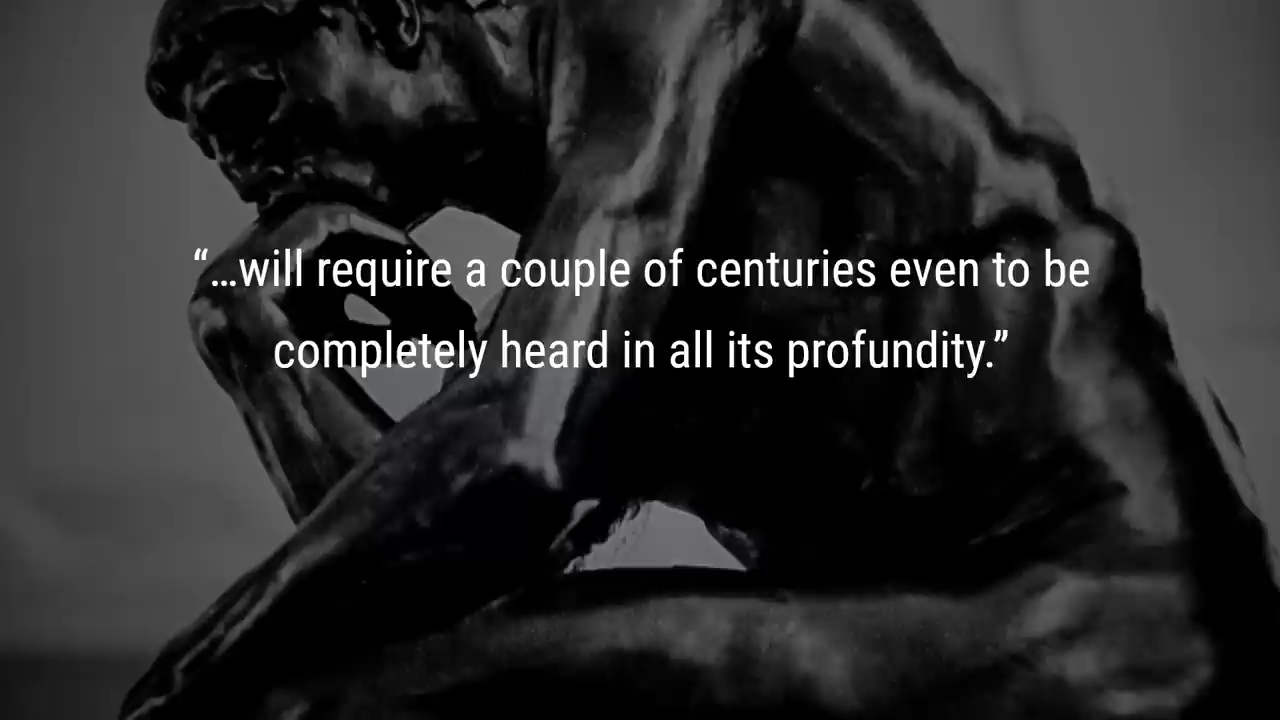 “…will require a couple of centuries even to be
completely heard in all its profundity.”